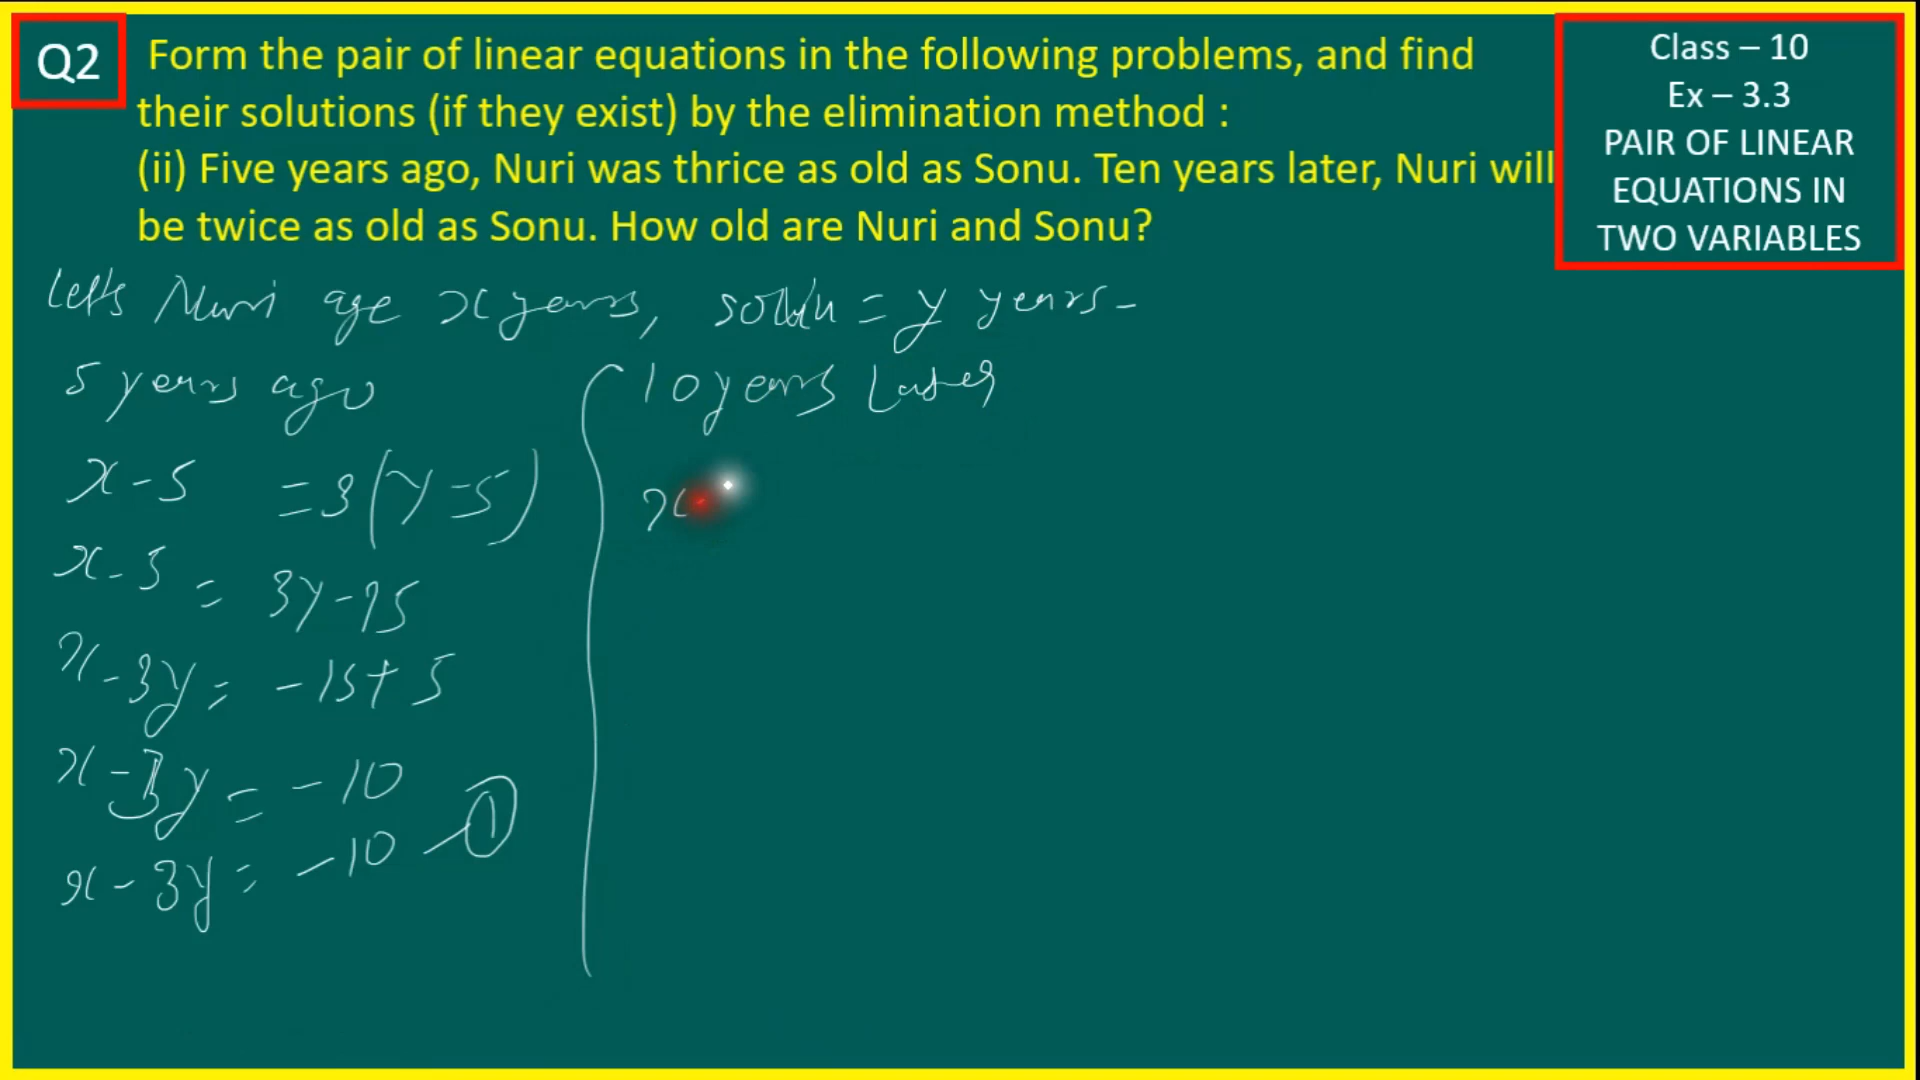 Q2
Form the pair of linear equations in the following problems, and find
their solutions (if they exist) by the elimination method :
(ii) Five years ago, Nuri was thrice as old as Sonu. Ten years later, Nuri will
be twice as old as Sonu. How old are Nuri and Sonu?
Class – 10
Ex – 3.3
PAIR OF LINEAR
EQUATIONS IN
TWO VARIABLES
Nuri age x years, = y years -
5 years ago
x - 5 = 3(y - 5)
x - 5 = 3y - 15
x - 3y = - 15 + 5
x - 3y = - 10
x - 3y = - 10 - ①
10 years Later
x